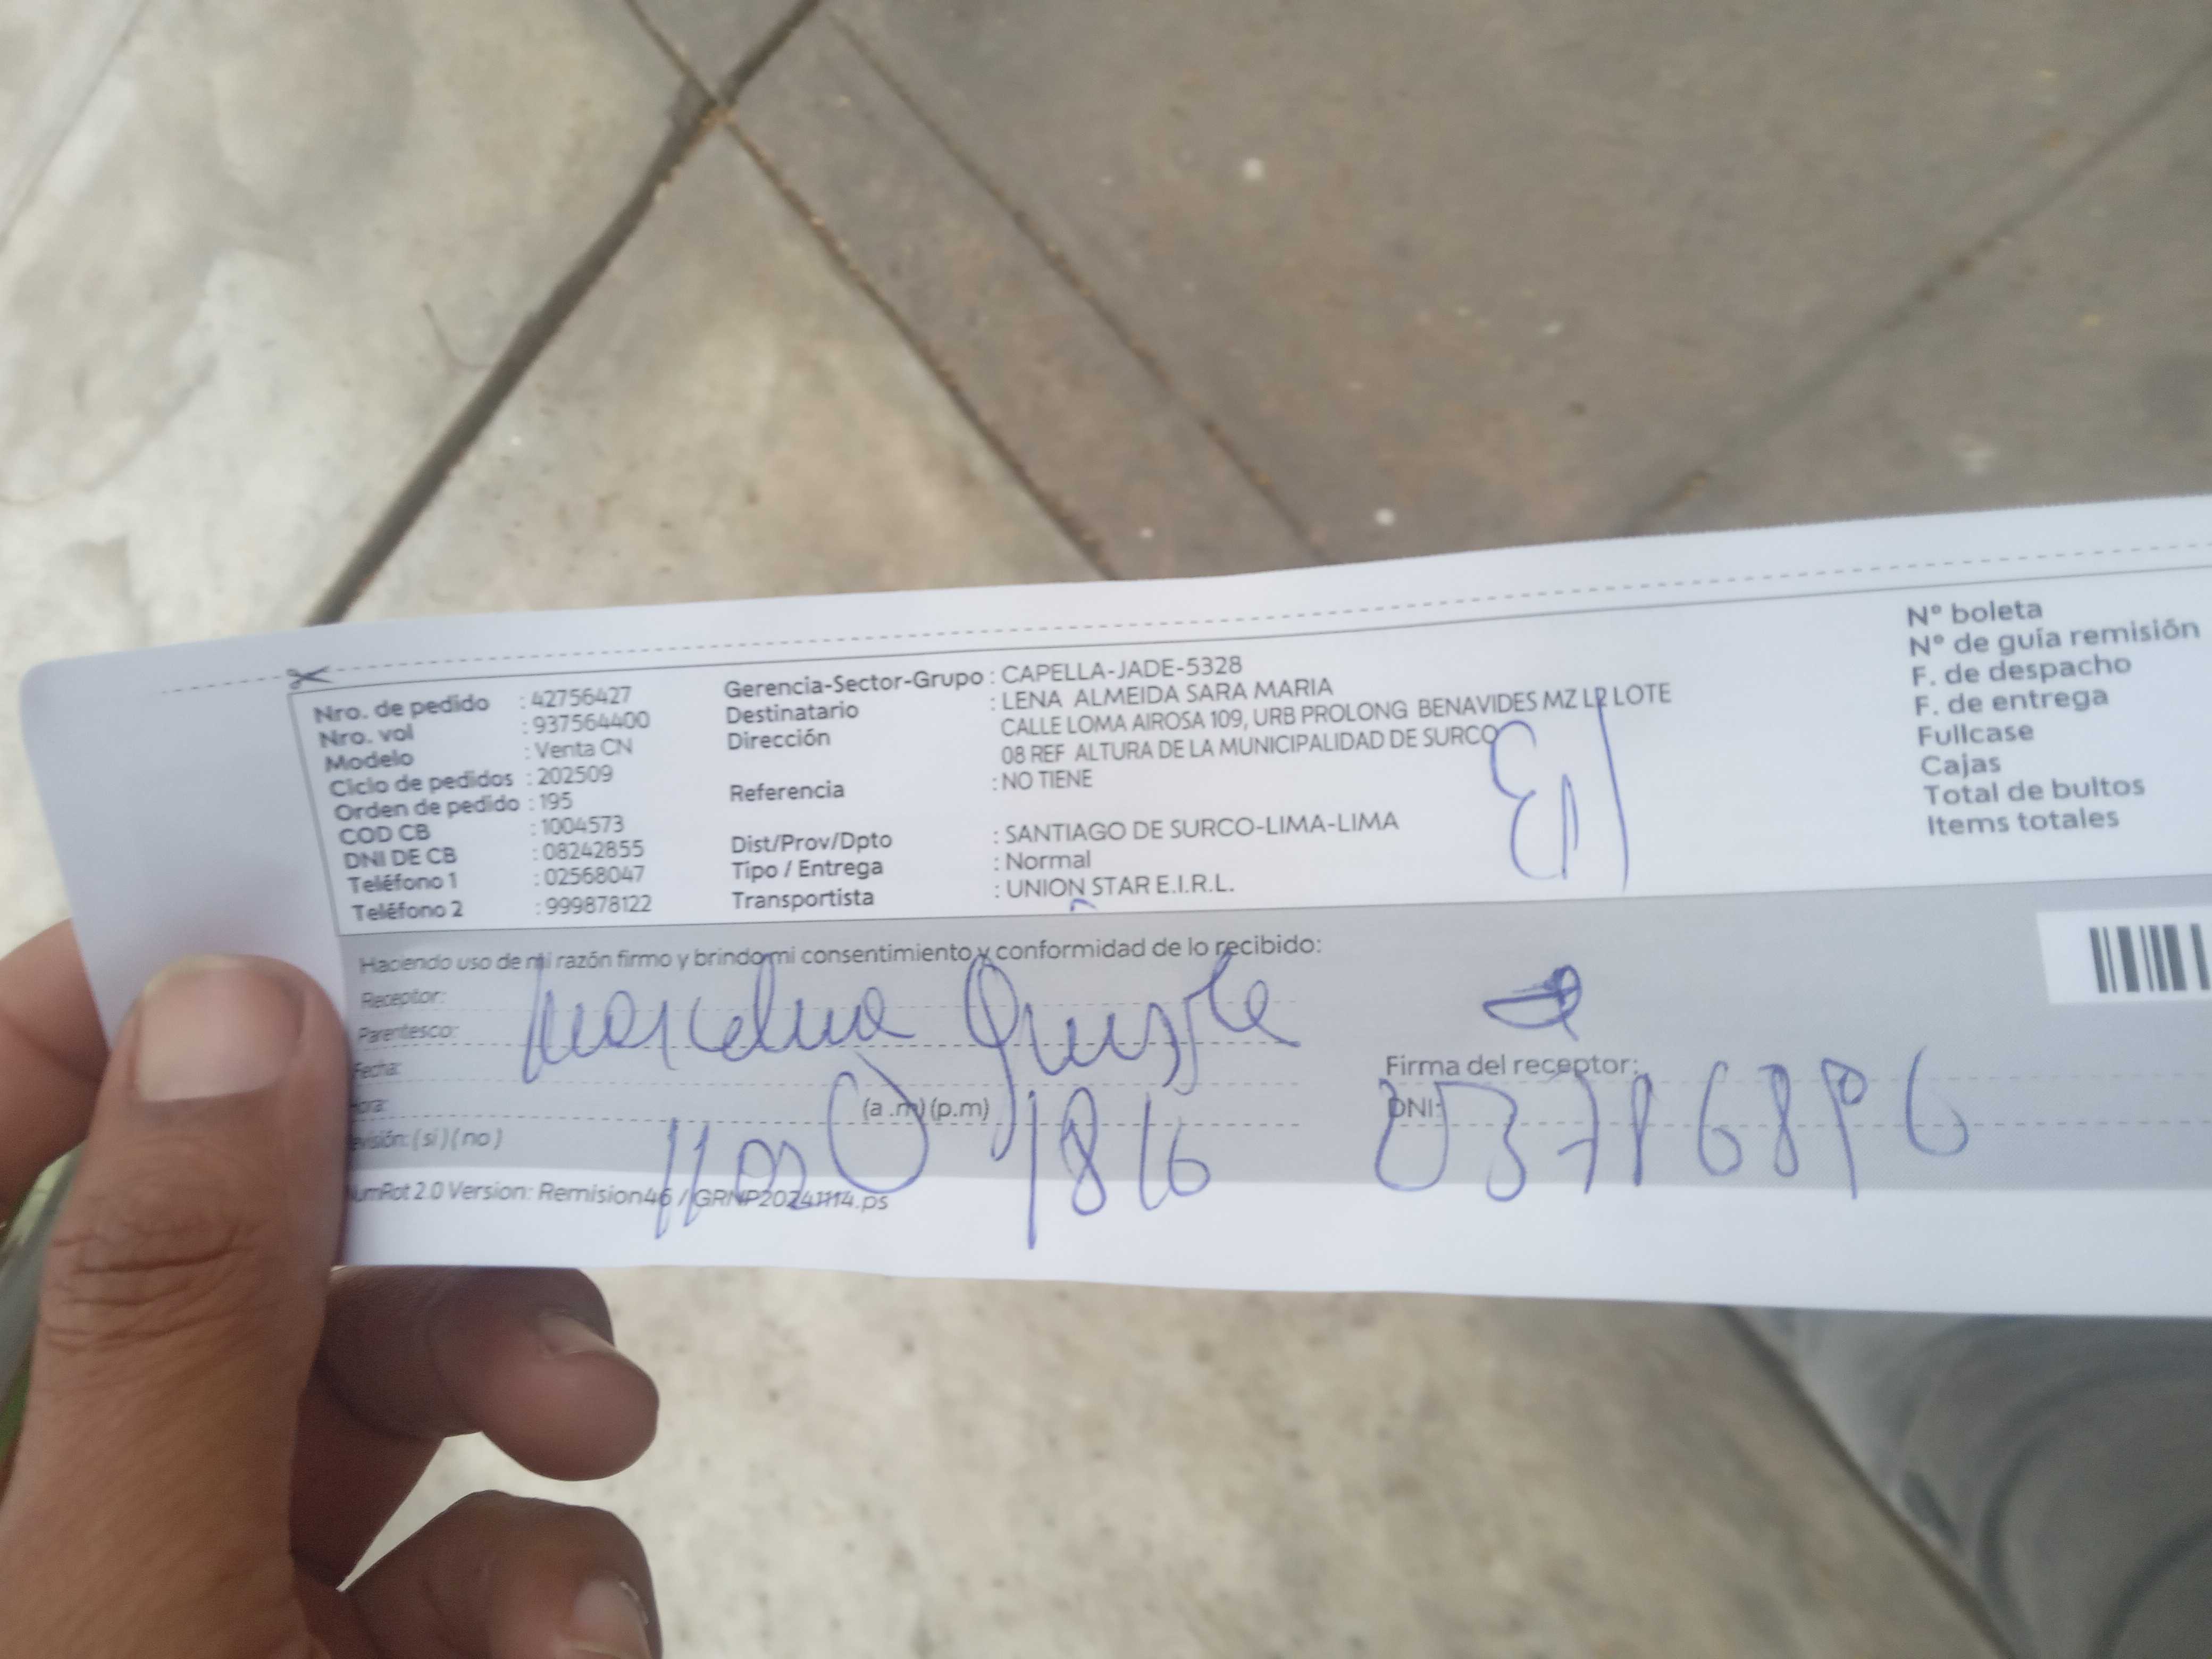 Nro. de pedido : 42756427
Nro. vol : 937564400
Modelo : Venta CN
Ciclo de pedidos : 202509
Orden de pedido : 195
COD CB : 1004573
DNI DE CB : 08242855
Teléfono 1 : 02568047
Teléfono 2 : 999878122
Gerencia-Sector-Grupo : CAPELLA-JADE-5328
Destinatario : LENA ALMEIDA SARA MARIA
Dirección CALLE LOMA AIROSA 109, URB PROLONG BENAVIDES MZ LP LOTE
08 REF ALTURA DE LA MUNICIPALIDAD DE SURCO
Referencia : NO TIENE
Dist/Prov/Dpto : SANTIAGO DE SURCO-LIMA-LIMA
Tipo / Entrega : Normal
Transportista : UNION STAR E.I.R.L.
Nº boleta
Nº de guía remisión
F. de despacho
F. de entrega
Fullcase
Cajas
Total de bultos
Items totales
Haciendo uso de mi razón firmo y brindo mi consentimiento y conformidad de lo recibido:
Receptor:
Parentesco:
Fecha:
ora: (a .m) (p.m)
evisión: ( si ) ( no )
Firma del receptor:
DNI:
umRot 2.0 Version: Remision46 / GRNP20241114.ps